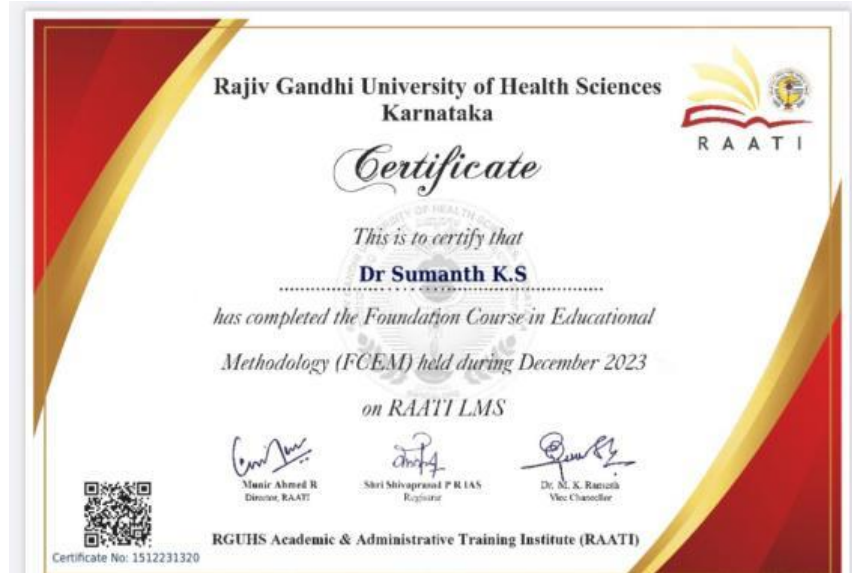 Rajiv Gandhi University of Health Sciences
Karnataka
RAATI
Certificate
This is to certify that
Dr Sumanth K.S
has completed the Foundation Course in Educational
Methodology (FCEM) held during December 2023
on RAATI LMS
Munir Ahmed R
Director, RAATI
Shri Shivaprasad P R IAS
Registrar
Dr. M. K. Ramesh
Vice Chancellor
RGUHS Academic & Administrative Training Institute (RAATI)
Certificate No: 1512231320